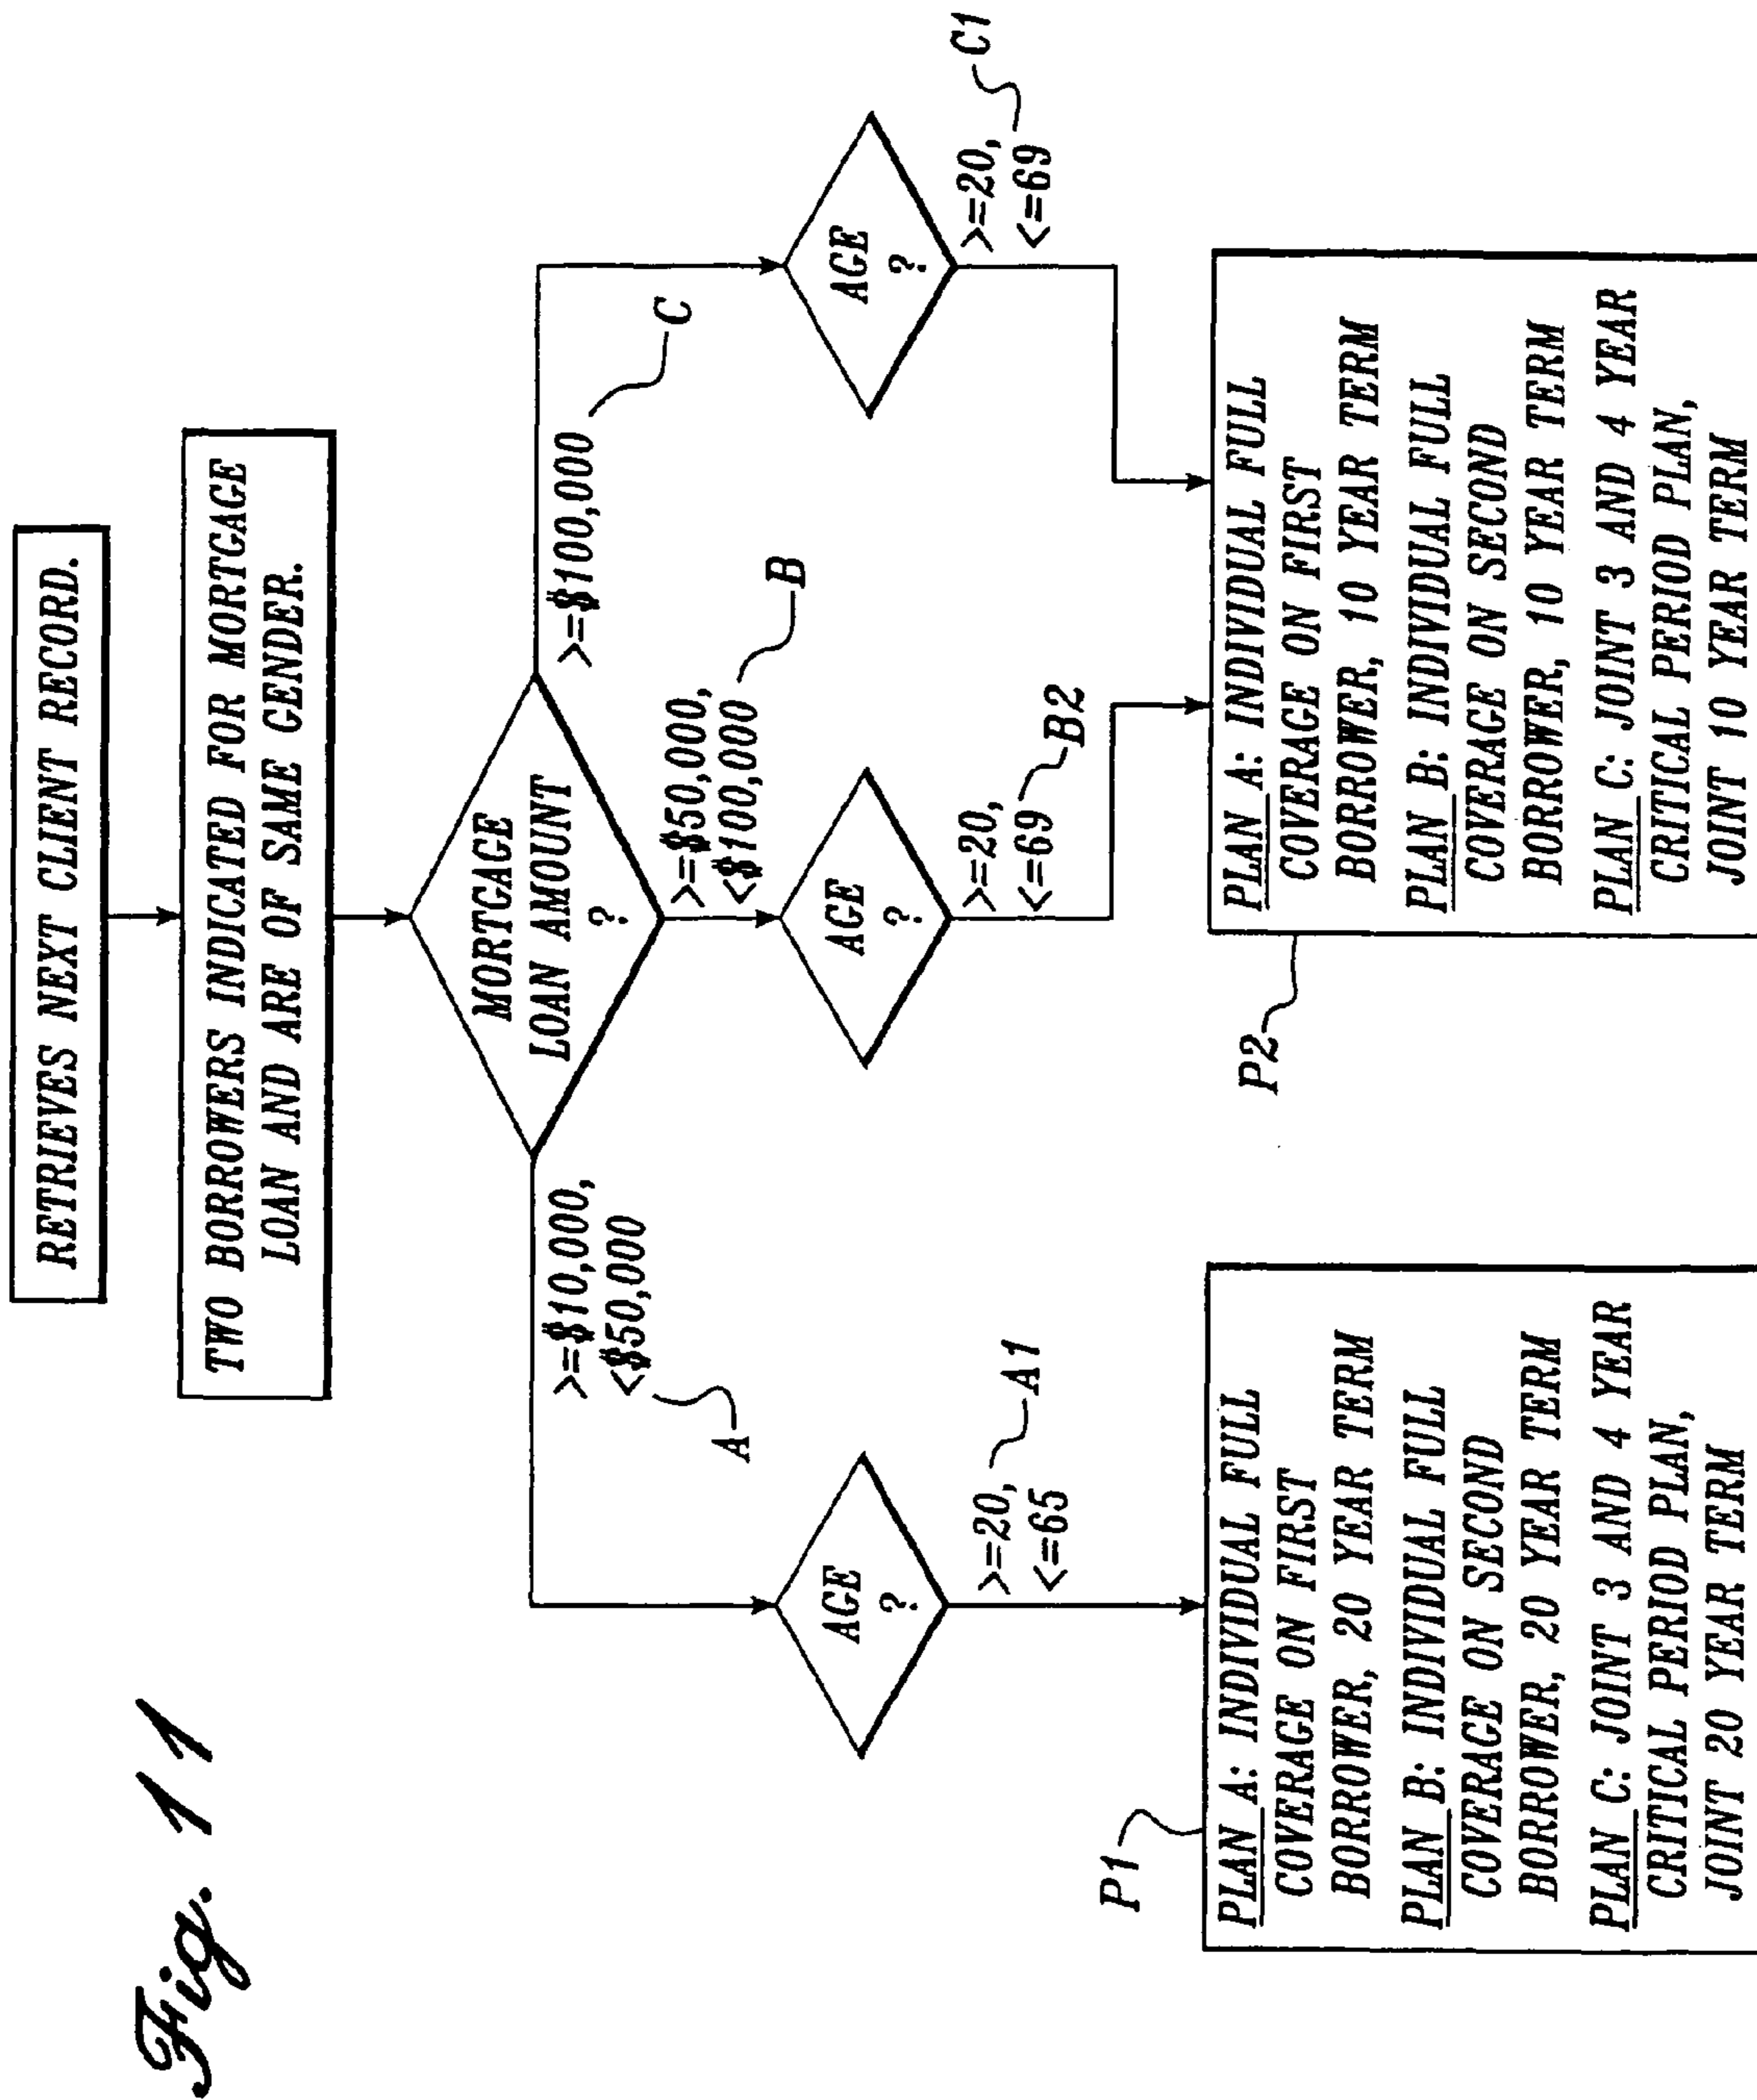 Fig. 11
RETRIEVES NEXT CLIENT RECORD.
TWO BORROWERS INDICATED FOR MORTGAGE
LOAN AND ARE OF SAME GENDER.
MORTGAGE
LOAN AMOUNT
?
>=$10,000,
<$50,000
A
>=$50,000,
<$100,000
B
>=$100,000
C
AGE
?
>=20,
<=65
A1
AGE
?
>=20,
<=69
B2
AGE
?
>=20,
<=69
C1
P1
PLAN A: INDIVIDUAL FULL
COVERAGE ON FIRST
BORROWER, 20 YEAR TERM
PLAN B: INDIVIDUAL FULL
COVERAGE ON SECOND
BORROWER, 20 YEAR TERM
PLAN C: JOINT 3 AND 4 YEAR
CRITICAL PERIOD PLAN,
JOINT 20 YEAR TERM
P2
PLAN A: INDIVIDUAL FULL
COVERAGE ON FIRST
BORROWER, 10 YEAR TERM
PLAN B: INDIVIDUAL FULL
COVERAGE ON SECOND
BORROWER, 10 YEAR TERM
PLAN C: JOINT 3 AND 4 YEAR
CRITICAL PERIOD PLAN,
JOINT 10 YEAR TERM